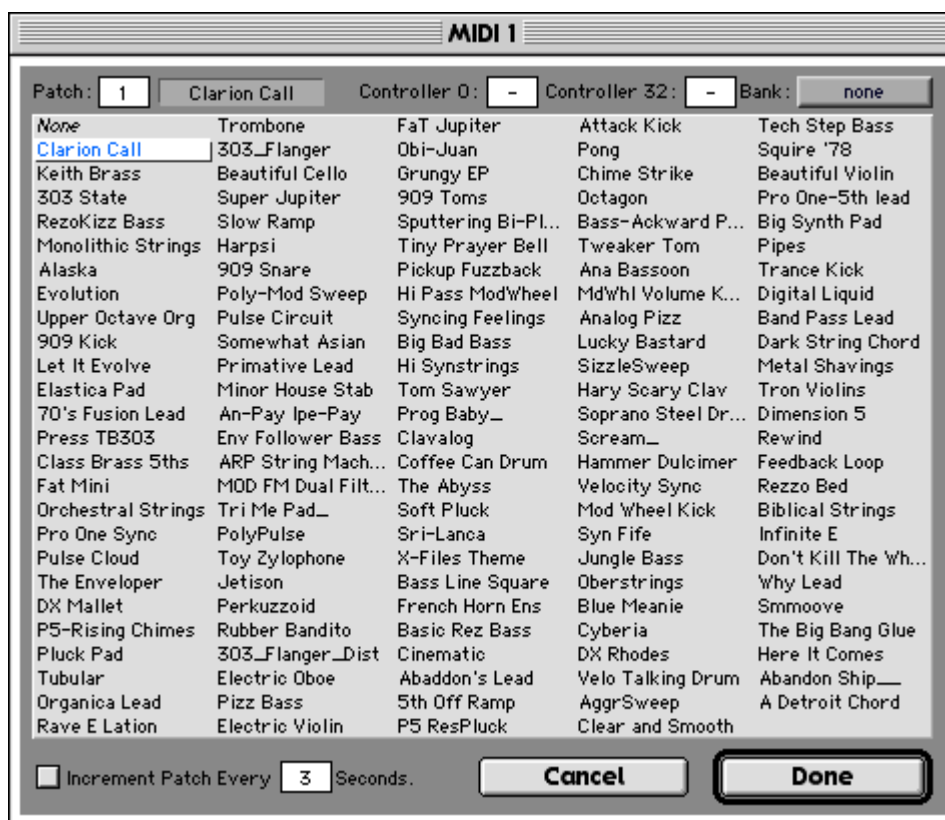 MIDI 1
Patch: 1 Clarion Call Controller 0: - Controller 32: - Bank: none
None Trombone FaT Jupiter Attack Kick Tech Step Bass
Clarion Call 303_Flanger Obi-Juan Pong Squire '78
Keith Brass Beautiful Cello Grungy EP Chime Strike Beautiful Violin
303 State Super Jupiter 909 Toms Octagon Pro One-5th lead
RezoKizz Bass Slow Ramp Sputtering Bi-Pl... Bass-Ackward P... Big Synth Pad
Monolithic Strings Harpsi Tiny Prayer Bell Tweaker Tom Pipes
Alaska 909 Snare Pickup Fuzzback Ana Bassoon Trance Kick
Evolution Poly-Mod Sweep Hi Pass ModWheel MdWhl Volume K... Digital Liquid
Upper Octave Org Pulse Circuit Syncing Feelings Analog Pizz Band Pass Lead
909 Kick Somewhat Asian Big Bad Bass Lucky Bastard Dark String Chord
Let It Evolve Primative Lead Hi Synstrings SizzleSweep Metal Shavings
Elastica Pad Minor House Stab Tom Sawyer Hary Scary Clav Tron Violins
70's Fusion Lead An-Pay Ipe-Pay Prog Baby_ Soprano Steel Dr... Dimension 5
Press TB303 Env Follower Bass Clavalog Scream_ Rewind
Class Brass 5ths ARP String Mach... Coffee Can Drum Hammer Dulcimer Feedback Loop
Fat Mini MOD FM Dual Filt... The Abyss Velocity Sync Rezzo Bed
Orchestral Strings Tri Me Pad_ Soft Pluck Mod Wheel Kick Biblical Strings
Pro One Sync PolyPulse Sri-Lanca Syn Fife Infinite E
Pulse Cloud Toy Zylophone X-Files Theme Jungle Bass Don't Kill The Wh...
The Enveloper Jetison Bass Line Square Oberstrings Why Lead
DX Mallet Perkuzzoid French Horn Ens Blue Meanie Smmoove
P5-Rising Chimes Rubber Bandito Basic Rez Bass Cyberia The Big Bang Glue
Pluck Pad 303_Flanger_Dist Cinematic DX Rhodes Here It Comes
Tubular Electric Oboe Abaddon's Lead Velo Talking Drum Abandon Ship__
Organica Lead Pizz Bass 5th Off Ramp AggrSweep A Detroit Chord
Rave E Lation Electric Violin P5 ResPluck Clear and Smooth
Increment Patch Every 3 Seconds. Cancel Done